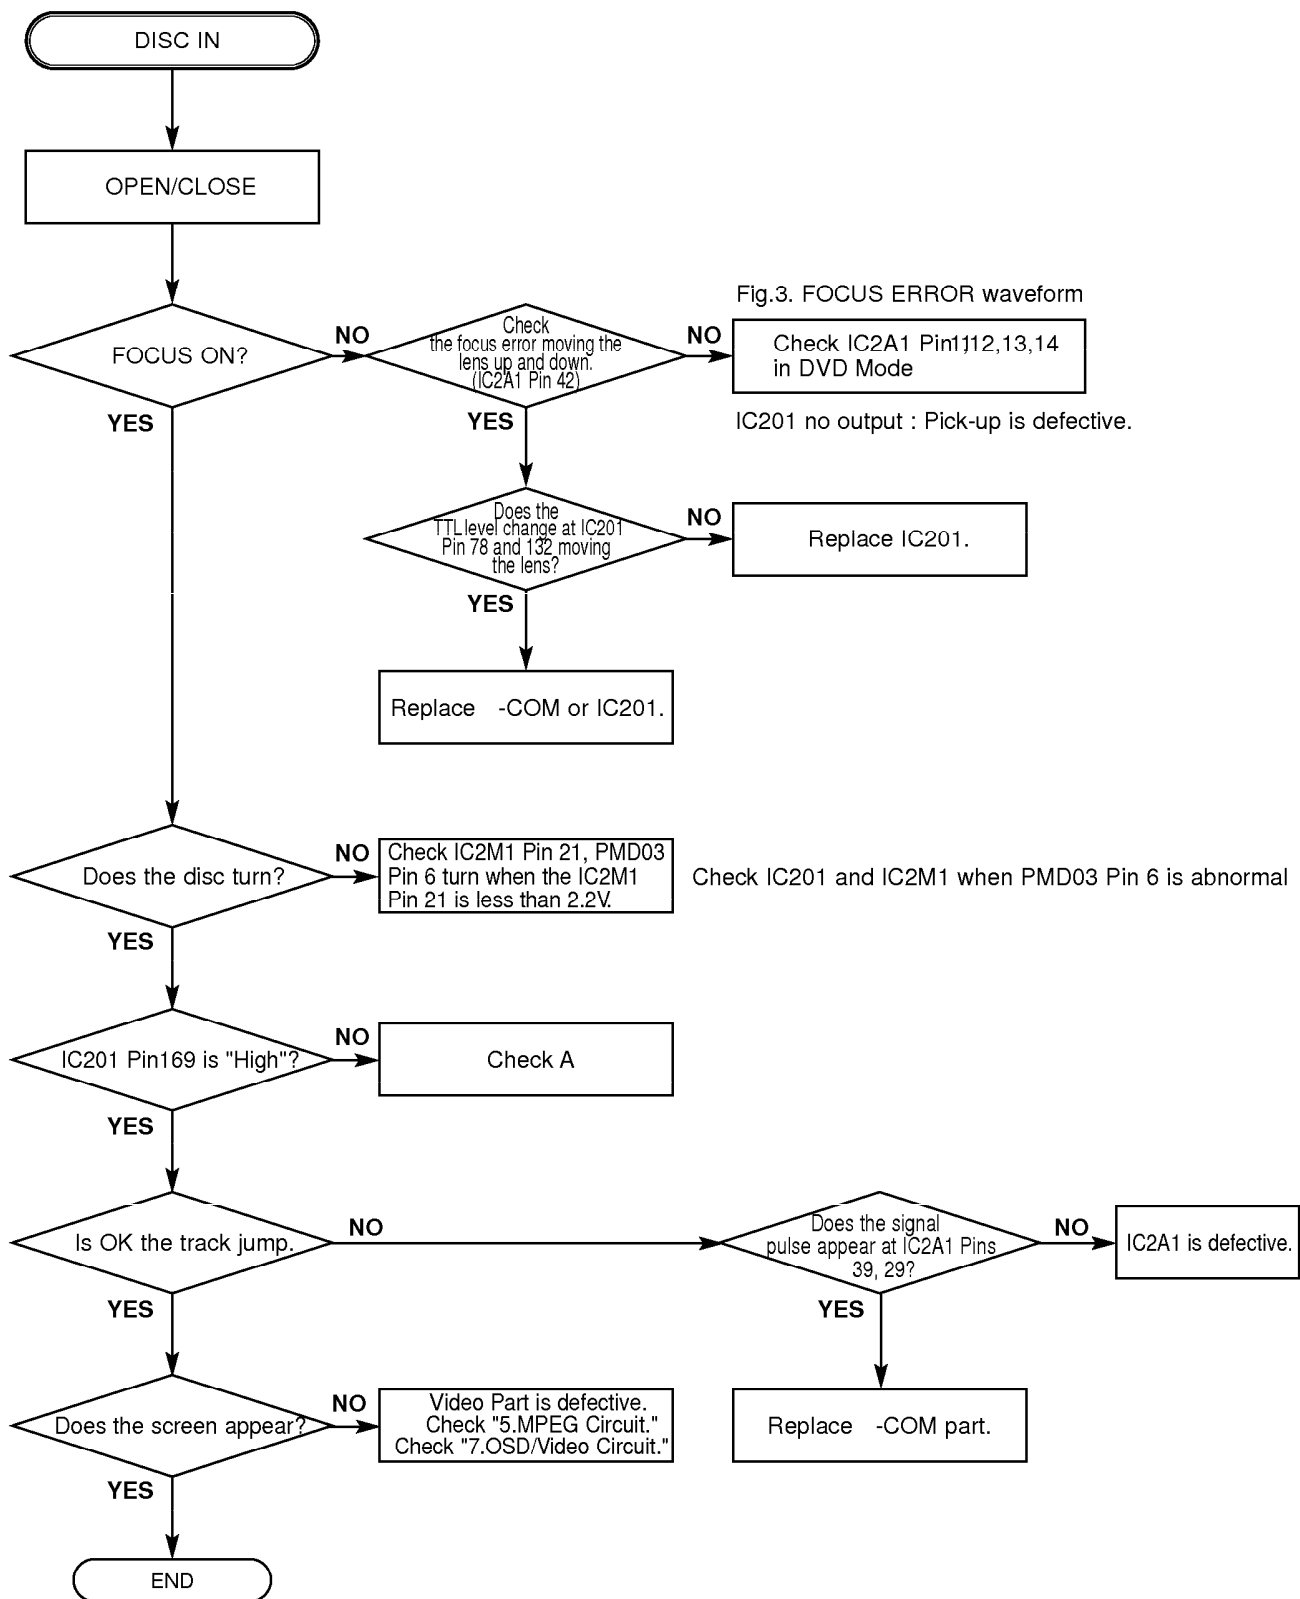 DISC IN
OPEN/CLOSE
FOCUS ON?
NO
YES
Check
the focus error moving the
lens up and down.
(IC2A1 Pin 42)
NO
YES
Fig.3. FOCUS ERROR waveform
Check IC2A1 Pin11,12,13,14
in DVD Mode
IC201 no output : Pick-up is defective.
Does the
TTL level change at IC201
Pin 78 and 132 moving
the lens?
NO
YES
Replace IC201.
Replace -COM or IC201.
Does the disc turn?
NO
YES
Check IC2M1 Pin 21, PMD03
Pin 6 turn when the IC2M1
Pin 21 is less than 2.2V.
Check IC201 and IC2M1 when PMD03 Pin 6 is abnormal
IC201 Pin169 is "High"?
NO
YES
Check A
Is OK the track jump.
NO
YES
Does the signal
pulse appear at IC2A1 Pins
39, 29?
NO
YES
IC2A1 is defective.
Replace -COM part.
Does the screen appear?
NO
YES
Video Part is defective.
Check "5.MPEG Circuit."
Check "7.OSD/Video Circuit."
END